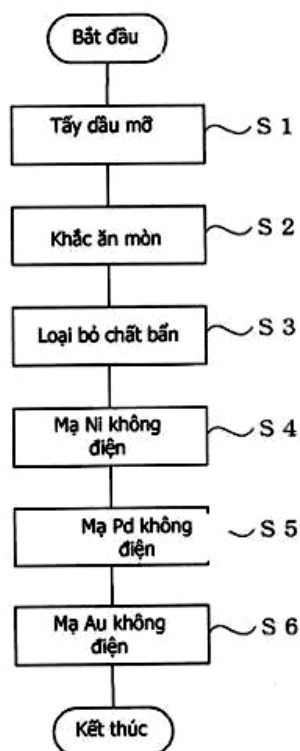 Bắt đầu
Tẩy dầu mỡ
S 1
Khắc ăn mòn
S 2
Loại bỏ chất bẩn
S 3
Mạ Ni không
điện
S 4
Mạ Pd không
điện
S 5
Mạ Au không
điện
S 6
Kết thúc